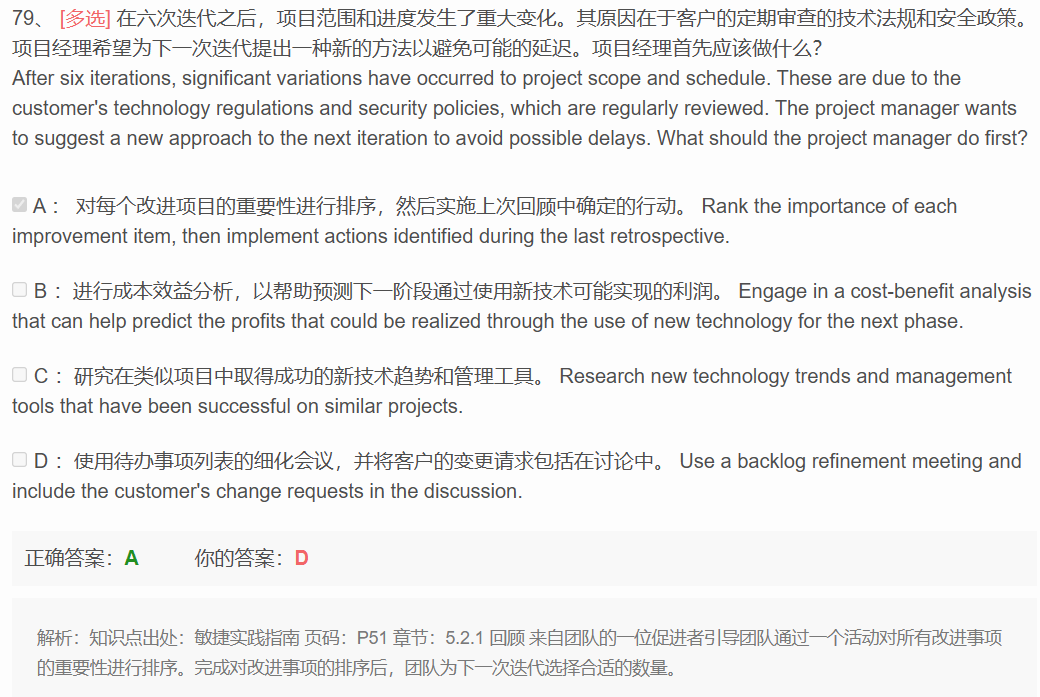 79、 [多选] 在六次迭代之后，项目范围和进度发生了重大变化。其原因在于客户的定期审查的技术法规和安全政策。
项目经理希望为下一次迭代提出一种新的方法以避免可能的延迟。项目经理首先应该做什么?
After six iterations, significant variations have occurred to project scope and schedule. These are due to the
customer's technology regulations and security policies, which are regularly reviewed. The project manager wants
to suggest a new approach to the next iteration to avoid possible delays. What should the project manager do first?
A： 对每个改进项目的重要性进行排序，然后实施上次回顾中确定的行动。 Rank the importance of each
improvement item, then implement actions identified during the last retrospective.
B：进行成本效益分析，以帮助预测下一阶段通过使用新技术可能实现的利润。 Engage in a cost-benefit analysis
that can help predict the profits that could be realized through the use of new technology for the next phase.
C：研究在类似项目中取得成功的新技术趋势和管理工具。 Research new technology trends and management
tools that have been successful on similar projects.
D：使用待办事项列表的细化会议，并将客户的变更请求包括在讨论中。 Use a backlog refinement meeting and
include the customer's change requests in the discussion.
正确答案：A 你的答案：D
解析：知识点出处：敏捷实践指南 页码：P51 章节：5.2.1 回顾 来自团队的一位促进者引导团队通过一个活动对所有改进事项
的重要性进行排序。完成对改进事项的排序后，团队为下一次迭代选择合适的数量。